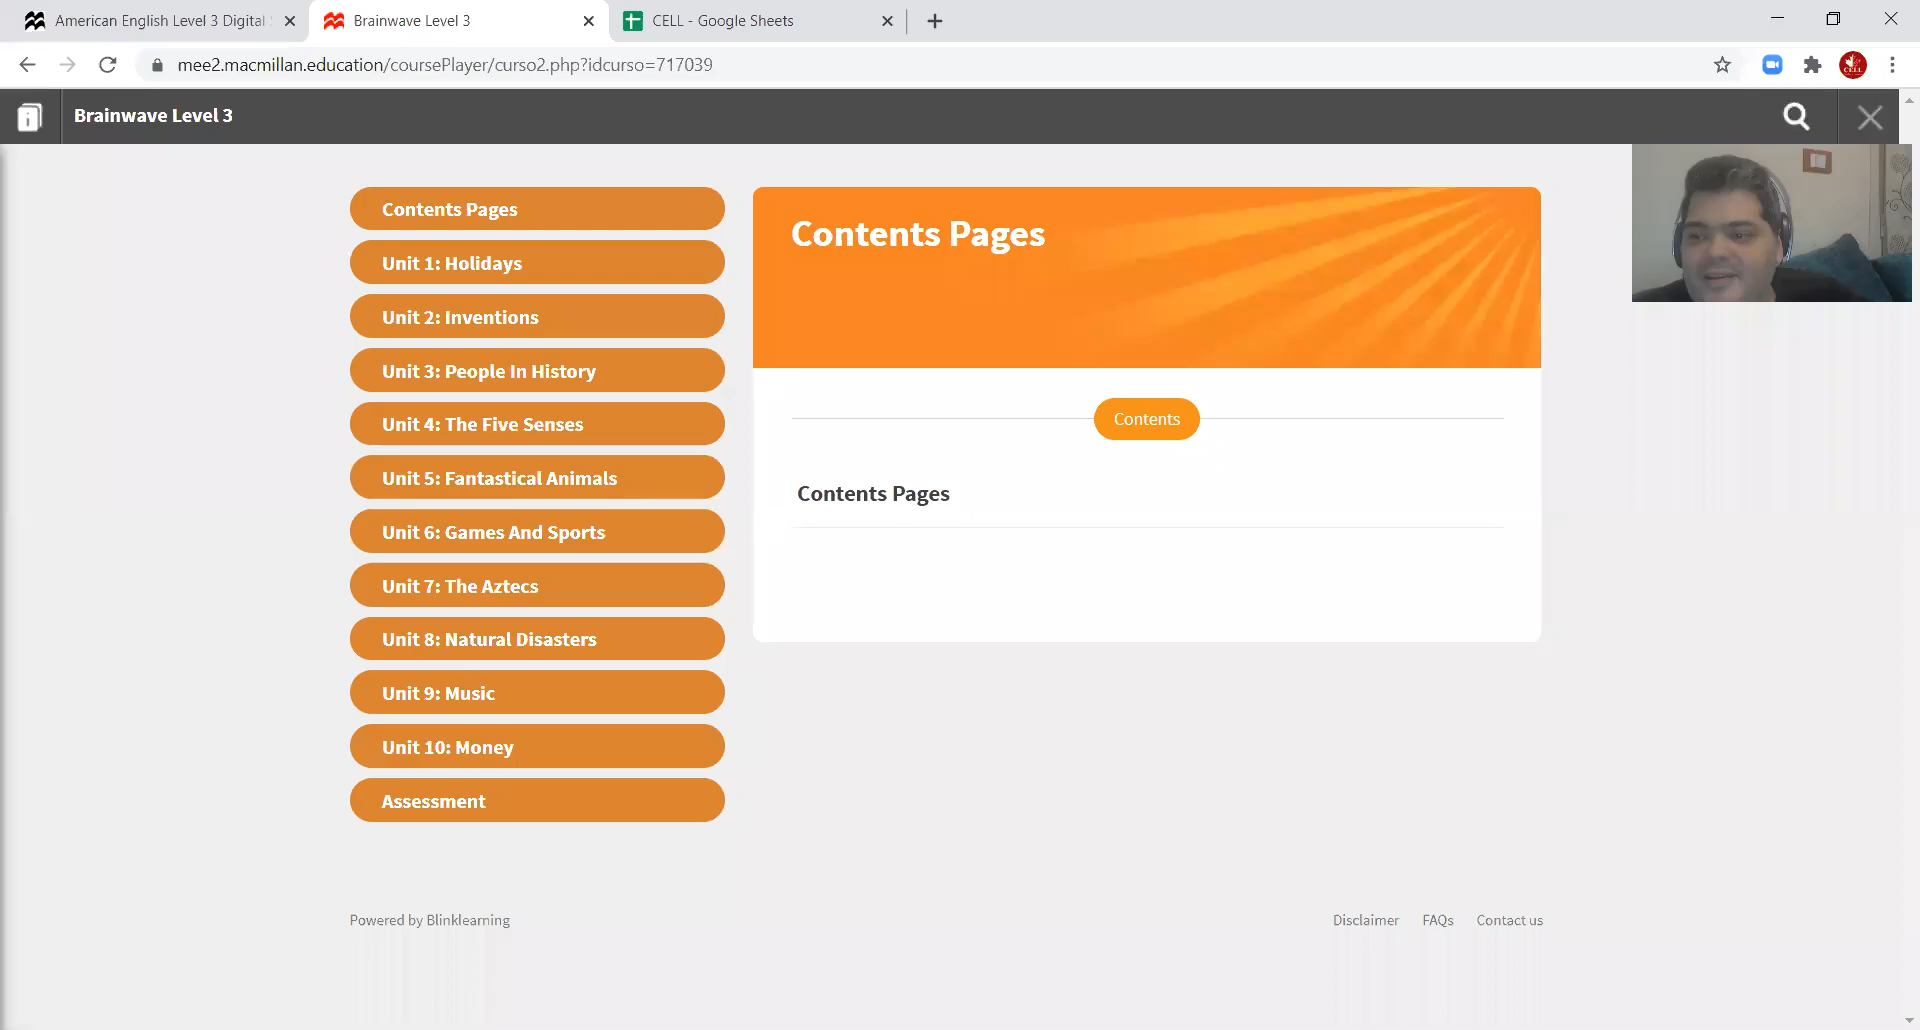 American English Level 3 Digital
Brainwave Level 3
CELL - Google Sheets
mee2.macmillan.education/coursePlayer/curso2.php?idcurso=717039
Brainwave Level 3
Contents Pages
Unit 1: Holidays
Unit 2: Inventions
Unit 3: People In History
Unit 4: The Five Senses
Unit 5: Fantastical Animals
Unit 6: Games And Sports
Unit 7: The Aztecs
Unit 8: Natural Disasters
Unit 9: Music
Unit 10: Money
Assessment
Contents Pages
Contents
Contents Pages
Powered by Blinklearning
Disclaimer FAQs Contact us